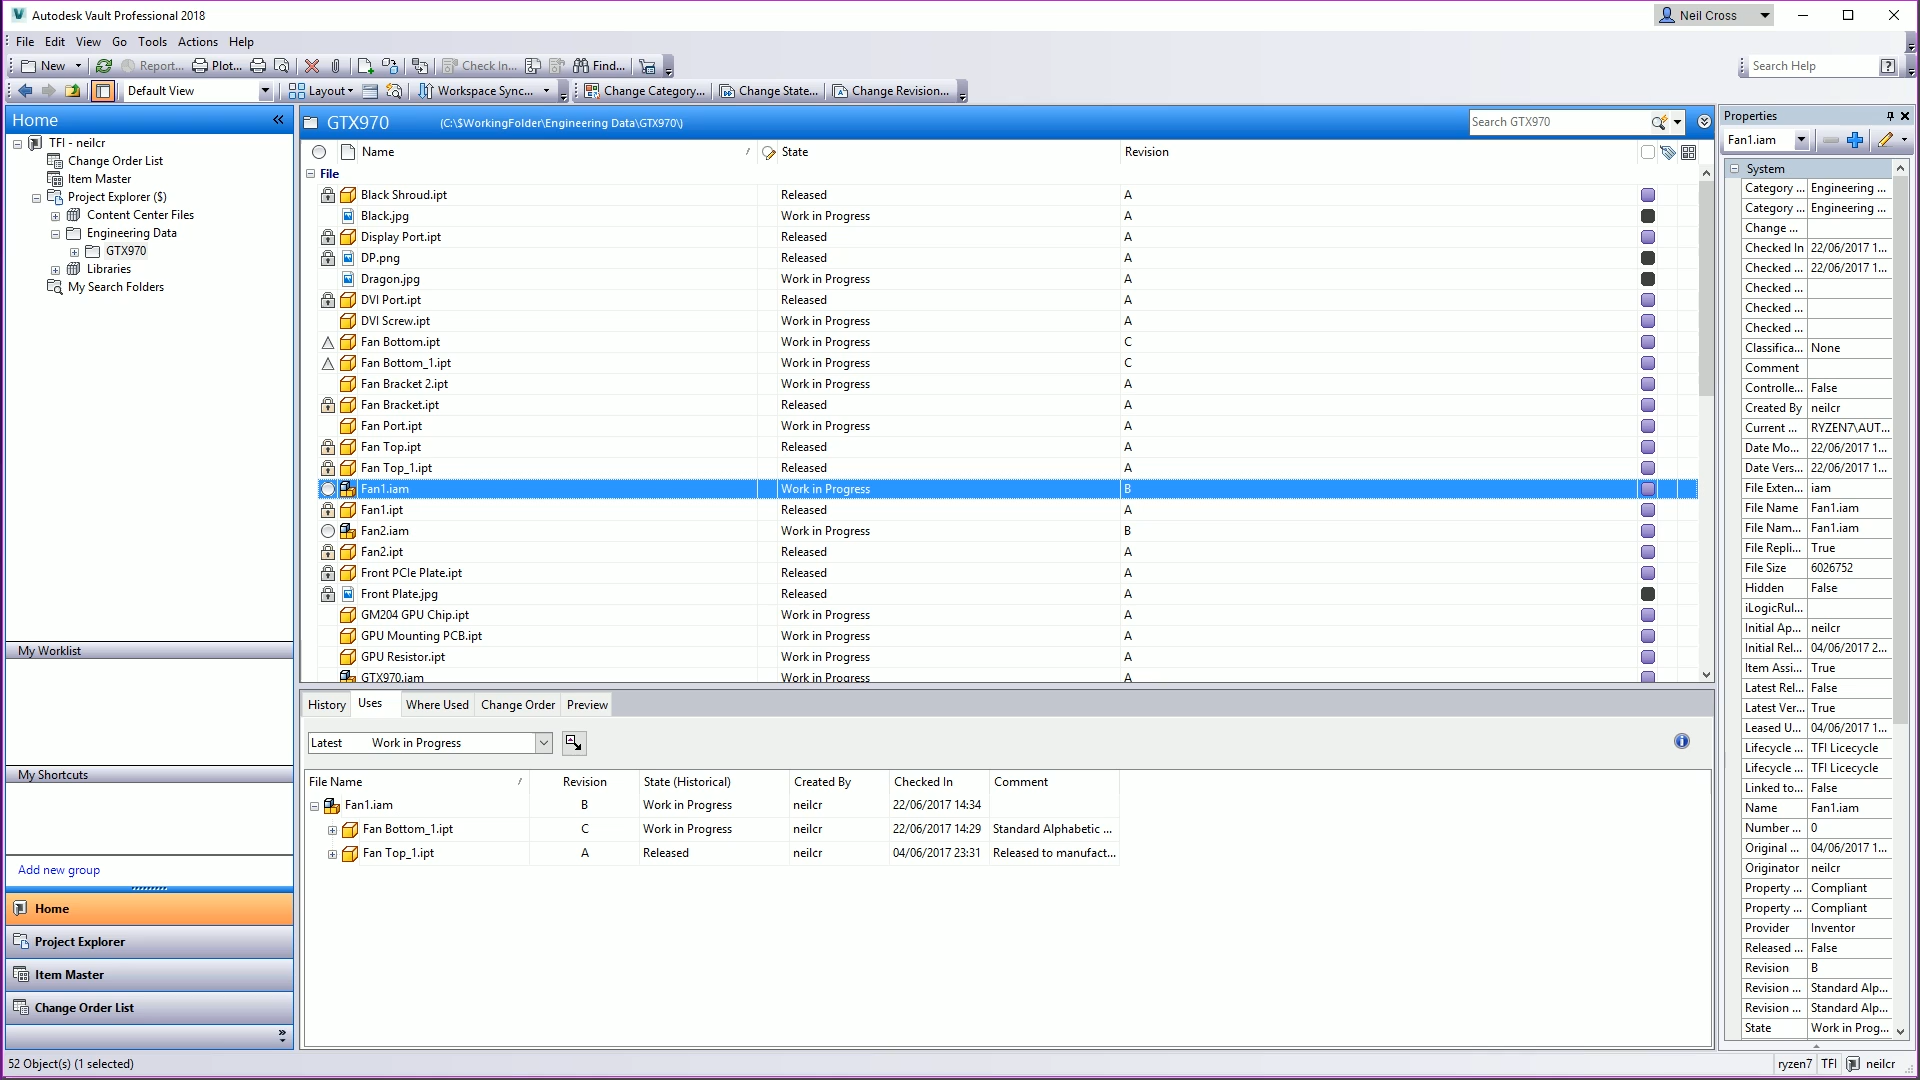 Autodesk Vault Professional 2018
Neil Cross
File Edit View Go Tools Actions Help
New Report... Plot... Check In... Find...
Search Help
Default View Layout Workspace Sync... Change Category... Change State... Change Revision...
Home
TFI - neilcr
Change Order List
Item Master
Project Explorer ($)
Content Center Files
Engineering Data
GTX970
Libraries
My Search Folders
My Worklist
My Shortcuts
Add new group
Home
Project Explorer
Item Master
Change Order List
GTX970 (C:\$WorkingFolder\Engineering Data\GTX970\)
Search GTX970
Name State Revision
File
Black Shroud.ipt Released A
Black.jpg Work in Progress A
Display Port.ipt Released A
DP.png Released A
Dragon.jpg Work in Progress A
DVI Port.ipt Released A
DVI Screw.ipt Work in Progress A
Fan Bottom.ipt Work in Progress C
Fan Bottom_1.ipt Work in Progress C
Fan Bracket 2.ipt Work in Progress A
Fan Bracket.ipt Released A
Fan Port.ipt Work in Progress A
Fan Top.ipt Released A
Fan Top_1.ipt Released A
Fan1.iam Work in Progress B
Fan1.ipt Released A
Fan2.iam Work in Progress B
Fan2.ipt Released A
Front PCIe Plate.ipt Released A
Front Plate.jpg Released A
GM204 GPU Chip.ipt Work in Progress A
GPU Mounting PCB.ipt Work in Progress A
GPU Resistor.ipt Work in Progress A
GTX970.iam Work in Progress A
History Uses Where Used Change Order Preview
Latest Work in Progress
File Name Revision State (Historical) Created By Checked In Comment
Fan1.iam B Work in Progress neilcr 22/06/2017 14:34
Fan Bottom_1.ipt C Work in Progress neilcr 22/06/2017 14:29 Standard Alphabetic ...
Fan Top_1.ipt A Released neilcr 04/06/2017 23:31 Released to manufact...
Properties
Fan1.iam
System
Category ... Engineering ...
Category ... Engineering ...
Change ...
Checked In 22/06/2017 1...
Checked ... 22/06/2017 1...
Checked ...
Checked ...
Checked ...
Classifica... None
Comment
Controlle... False
Created By neilcr
Current ... RYZEN7\AUT...
Date Mo... 22/06/2017 1...
Date Vers... 22/06/2017 1...
File Exten... iam
File Name Fan1.iam
File Nam... Fan1.iam
File Repli... True
File Size 6026752
Hidden False
iLogicRul...
Initial Ap... neilcr
Initial Rel... 04/06/2017 2...
Item Assi... True
Latest Rel... False
Latest Ver... True
Leased U... 04/06/2017 1...
Lifecycle ... TFI Licecycle
Lifecycle ... TFI Licecycle
Linked to... False
Name Fan1.iam
Number ... 0
Original ... 04/06/2017 1...
Originator neilcr
Property ... Compliant
Property ... Compliant
Provider Inventor
Released ... False
Revision B
Revision ... Standard Alp...
Revision ... Standard Alp...
State Work in Prog...
52 Object(s) (1 selected)
ryzen7 TFI neilcr